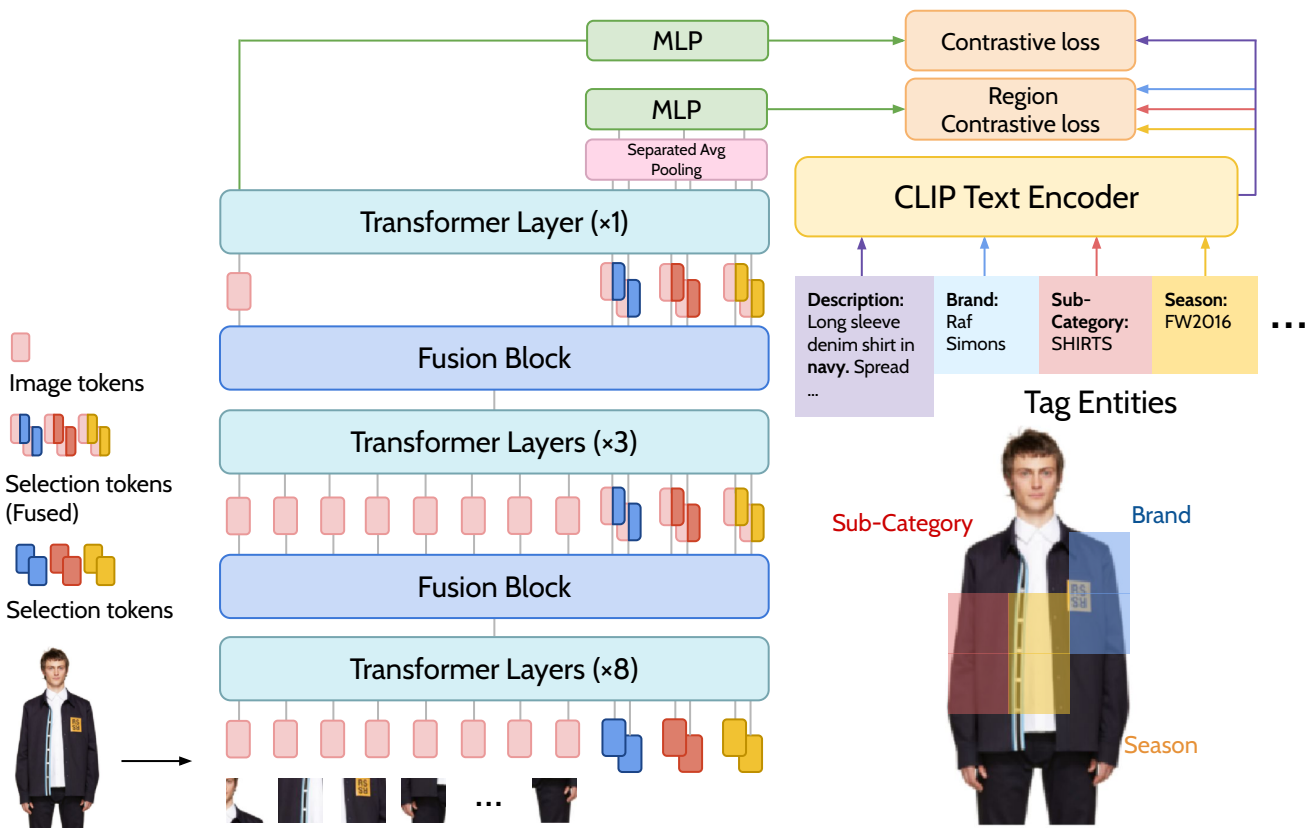 MLP
Contrastive loss
MLP
Region
Contrastive loss
Separated Avg
Pooling
Transformer Layer (×1)
CLIP Text Encoder
Description:
Long sleeve
denim shirt in
navy. Spread
...
Brand:
Raf
Simons
Sub-
Category:
SHIRTS
Season:
FW2016
...
Tag Entities
Fusion Block
Image tokens
Transformer Layers (×3)
Selection tokens
(Fused)
Fusion Block
Selection tokens
Transformer Layers (×8)
...
Sub-Category
Brand
Season